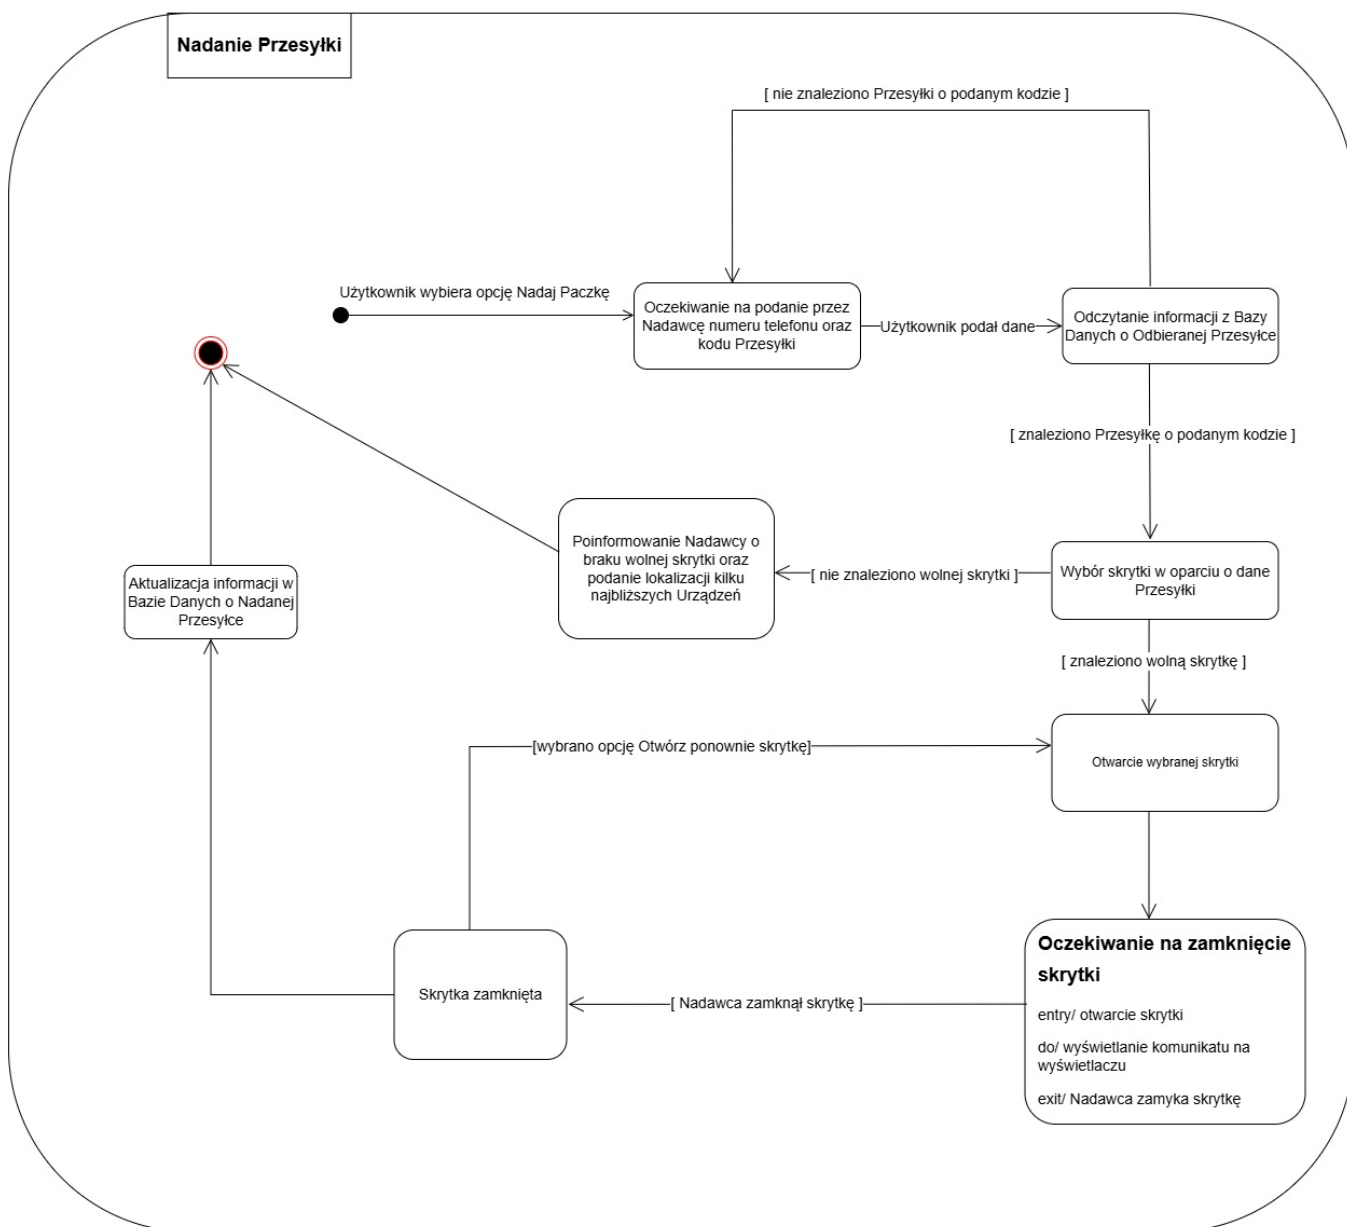 Nadanie Przesyłki
[ nie znaleziono Przesyłki o podanym kodzie ]
Użytkownik wybiera opcję Nadaj Paczkę
Oczekiwanie na podanie przez
Nadawcę numeru telefonu oraz
kodu Przesyłki
Użytkownik podał dane
Odczytanie informacji z Bazy
Danych o Odbieranej Przesyłce
[ znaleziono Przesyłkę o podanym kodzie ]
Poinformowanie Nadawcy o
braku wolnej skrytki oraz
podanie lokalizacji kilku
najbliższych Urządzeń
[ nie znaleziono wolnej skrytki ]
Wybór skrytki w oparciu o dane
Przesyłki
Aktualizacja informacji w
Bazie Danych o Nadanej
Przesyłce
[ znaleziono wolną skrytkę ]
[wybrano opcję Otwórz ponownie skrytkę]
Otwarcie wybranej skrytki
Skrytka zamknięta
[ Nadawca zamknął skrytkę ]
Oczekiwanie na zamknięcie
skrytki
entry/ otwarcie skrytki
do/ wyświetlanie komunikatu na
wyświetlaczu
exit/ Nadawca zamyka skrytkę